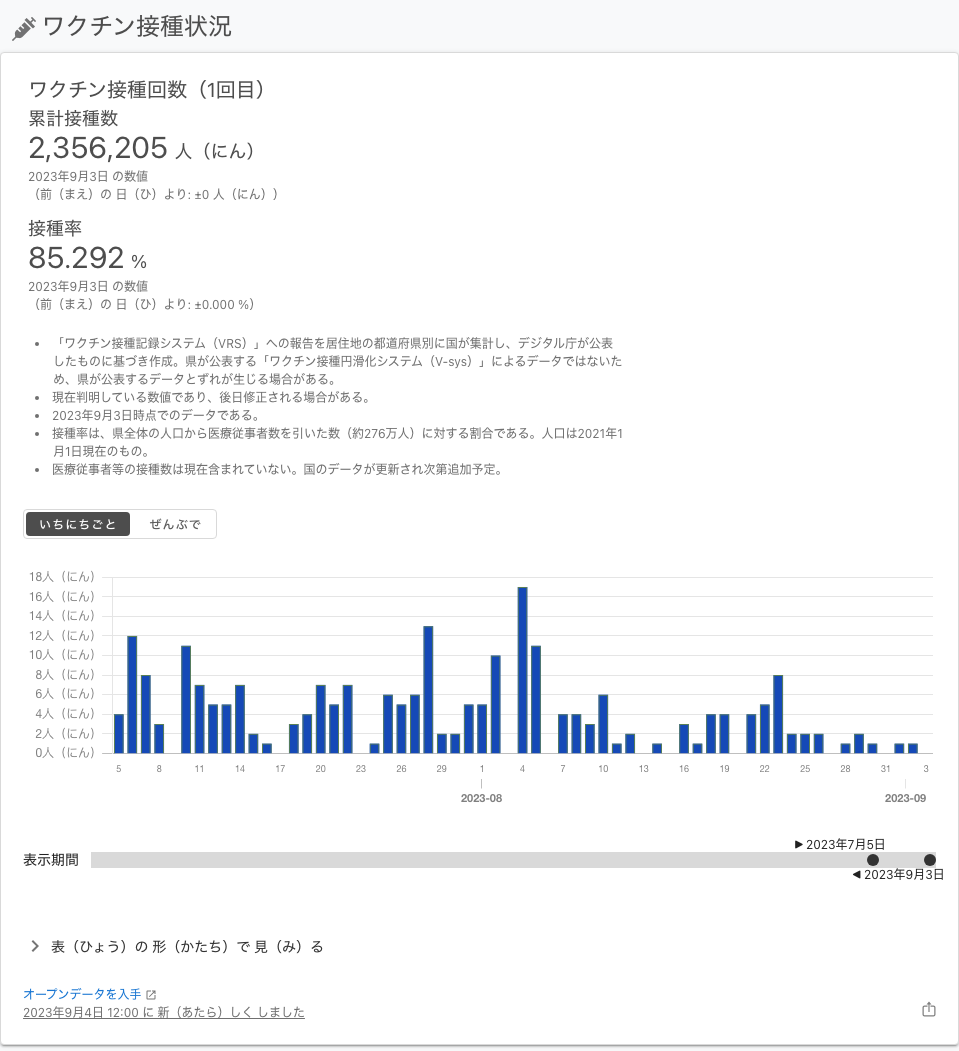 ワクチン接種状況
ワクチン接種回数（1回目）
累計接種数
2,356,205 人（にん）
2023年9月3日 の数値
（前（まえ）の 日（ひ）より: ±0 人（にん））
接種率
85.292 %
2023年9月3日 の数値
（前（まえ）の 日（ひ）より: ±0.000 %）
• 「ワクチン接種記録システム（VRS）」への報告を居住地の都道府県別に国が集計し、デジタル庁が公表
したものに基づき作成。県が公表する「ワクチン接種円滑化システム（V-sys）」によるデータではないた
め、県が公表するデータとずれが生じる場合がある。
• 現在判明している数値であり、後日修正される場合がある。
• 2023年9月3日時点でのデータである。
• 接種率は、県全体の人口から医療従事者数を引いた数（約276万人）に対する割合である。人口は2021年1
月1日現在のもの。
• 医療従事者等の接種数は現在含まれていない。国のデータが更新され次第追加予定。
いちにちごと ぜんぶで
18人（にん）
16人（にん）
14人（にん）
12人（にん）
10人（にん）
8人（にん）
6人（にん）
4人（にん）
2人（にん）
0人（にん）
5 8 11 14 17 20 23 26 29 1 4 7 10 13 16 19 22 25 28 31 3
2023-08 2023-09
2023年7月5日
表示期間
2023年9月3日
表（ひょう）の 形（かたち）で 見（み）る
オープンデータを入手
2023年9月4日 12:00 に 新（あたら）しく しました